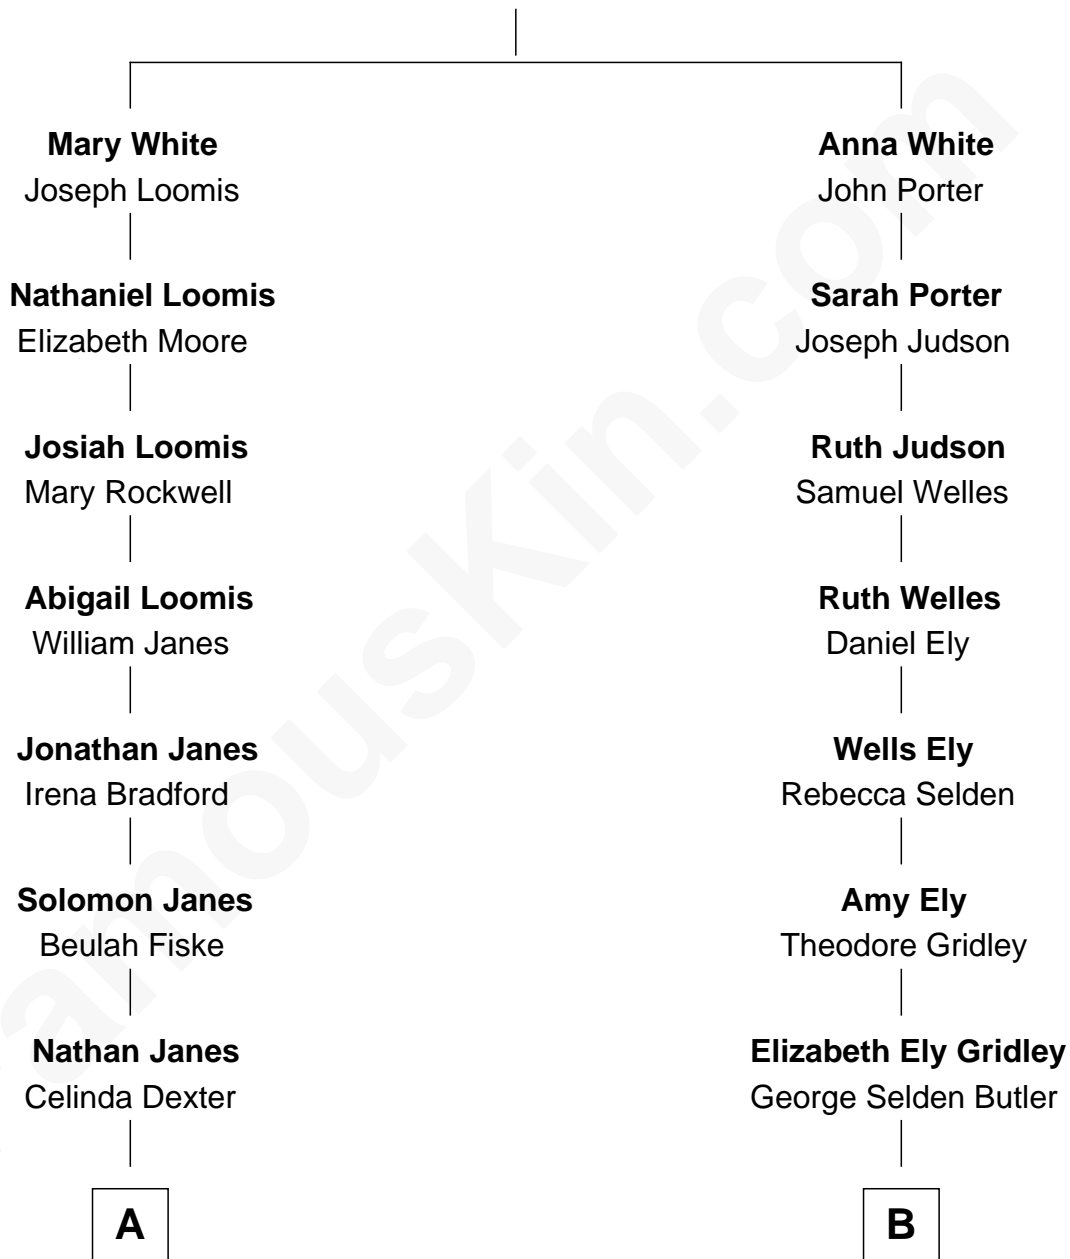 Mary White
Joseph Loomis
Nathaniel Loomis
Elizabeth Moore
Josiah Loomis
Mary Rockwell
Abigail Loomis
William Janes
Jonathan Janes
Irena Bradford
Solomon Janes
Beulah Fiske
Nathan Janes
Celinda Dexter
A
Anna White
John Porter
Sarah Porter
Joseph Judson
Ruth Judson
Samuel Welles
Ruth Welles
Daniel Ely
Wells Ely
Rebecca Selden
Amy Ely
Theodore Gridley
Elizabeth Ely Gridley
George Selden Butler
B
amousKin.com